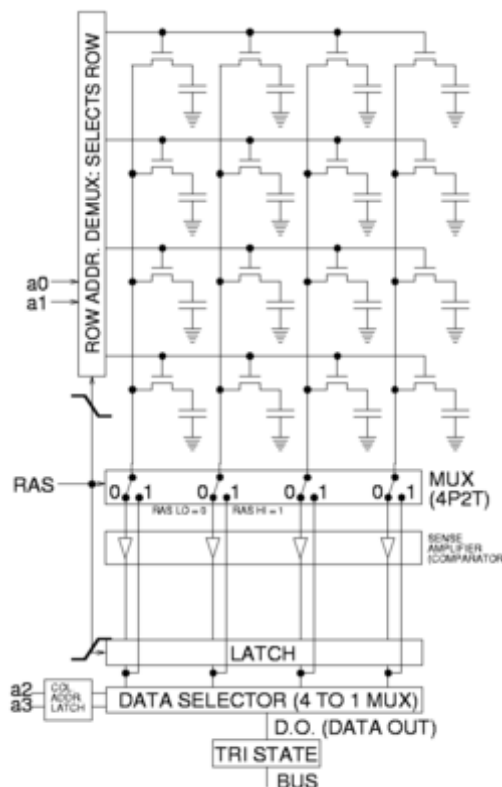 ROW ADDR. DEMUX: SELECTS ROW
a0
a1
RAS
0 1 0 1 0 1 0 1
MUX
(4P2T)
RAS LO = 0 RAS HI = 1
SENSE
AMPLIFIER
(COMPARATOR
LATCH
a2
a3
COL.
ADDR.
LATCH
DATA SELECTOR (4 TO 1 MUX)
D.O. (DATA OUT)
TRI STATE
BUS